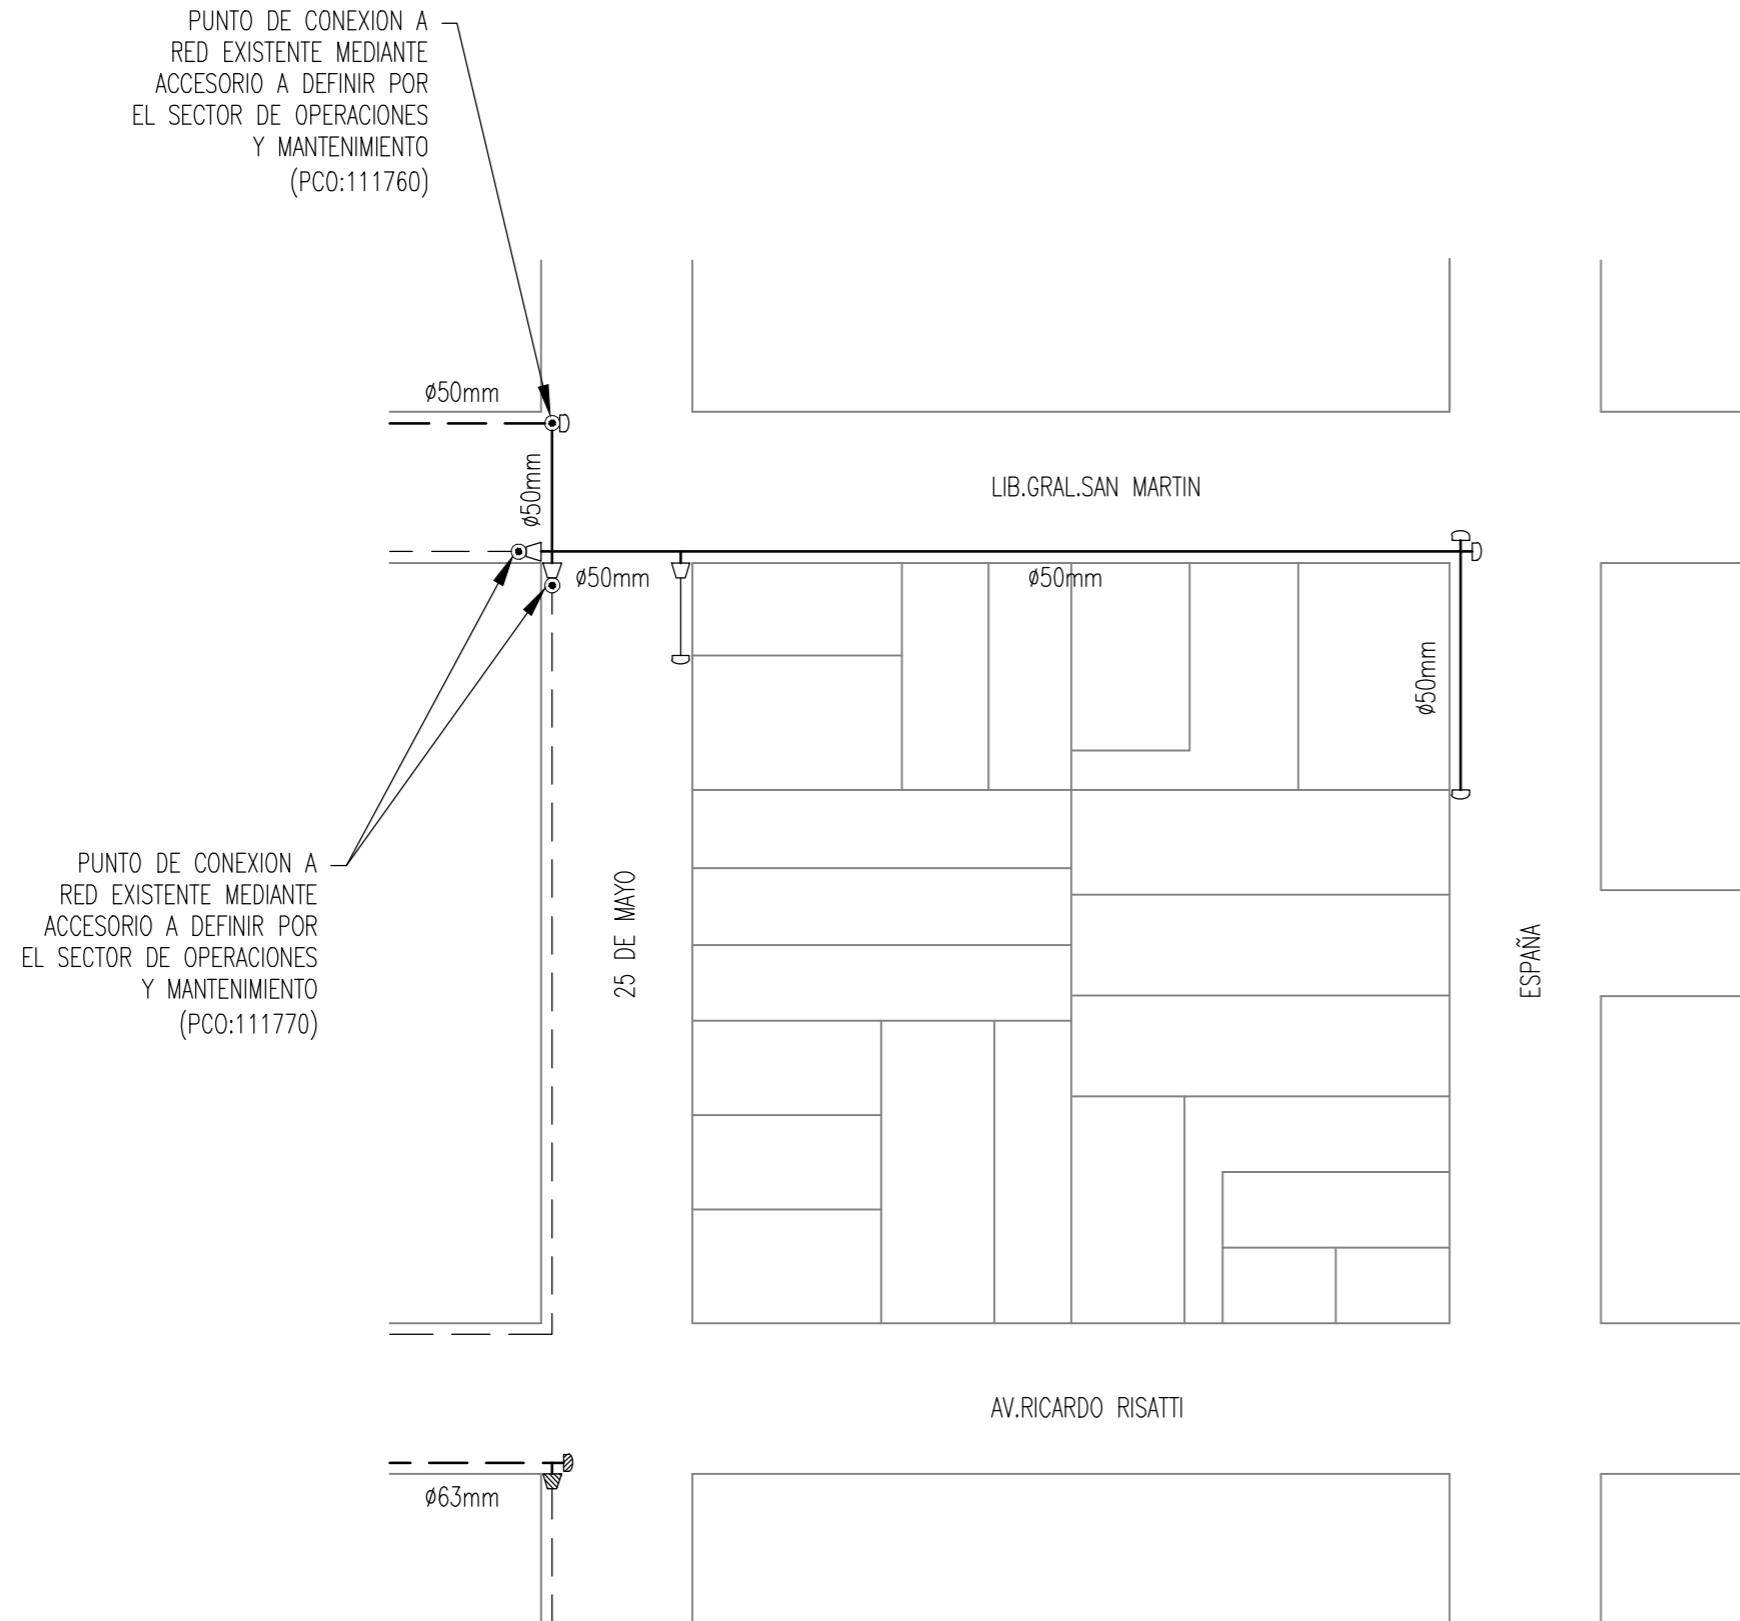 PUNTO DE CONEXION A
RED EXISTENTE MEDIANTE
ACCESORIO A DEFINIR POR
EL SECTOR DE OPERACIONES
Y MANTENIMIENTO
(PCO:111760)
ø50mm
ø50mm
LIB.GRAL.SAN MARTIN
ø50mm
ø50mm
ø50mm
PUNTO DE CONEXION A
RED EXISTENTE MEDIANTE
ACCESORIO A DEFINIR POR
EL SECTOR DE OPERACIONES
Y MANTENIMIENTO
(PCO:111770)
25 DE MAYO
ESPAÑA
AV.RICARDO RISATTI
ø63mm